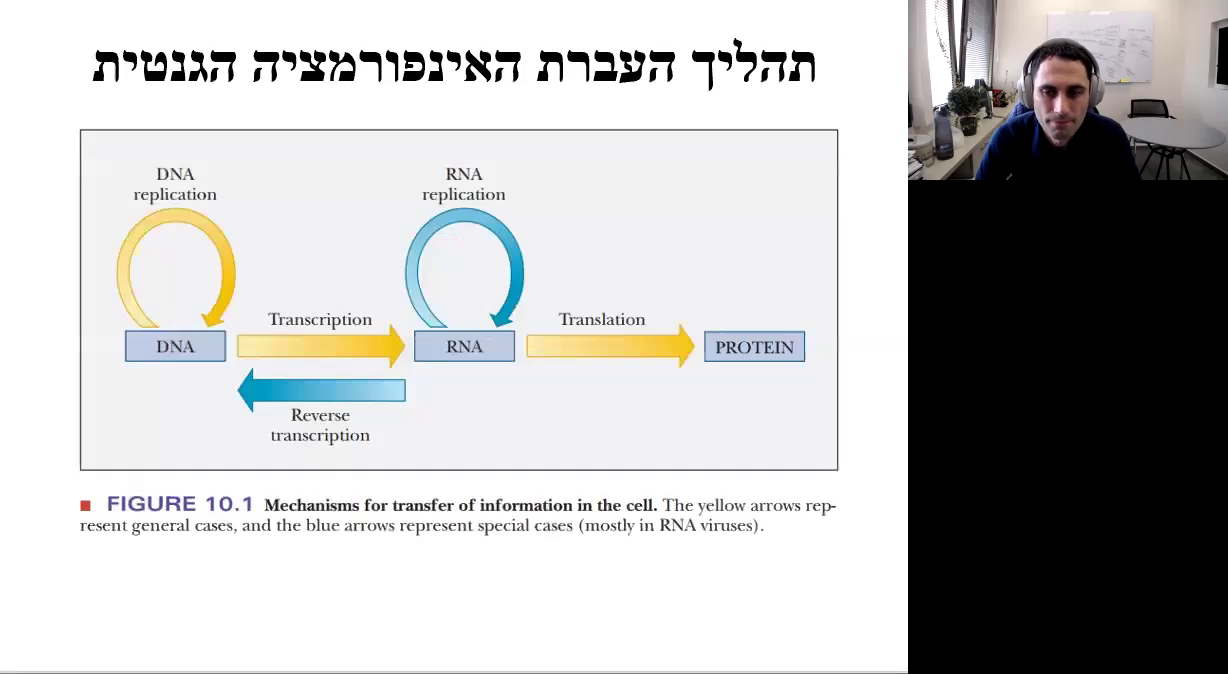 תהליך העברת האינפורמציה הגנטית
DNA
replication
RNA
replication
Transcription
Translation
DNA
RNA
PROTEIN
Reverse
transcription
■ FIGURE 10.1 Mechanisms for transfer of information in the cell. The yellow arrows rep-
resent general cases, and the blue arrows represent special cases (mostly in RNA viruses).